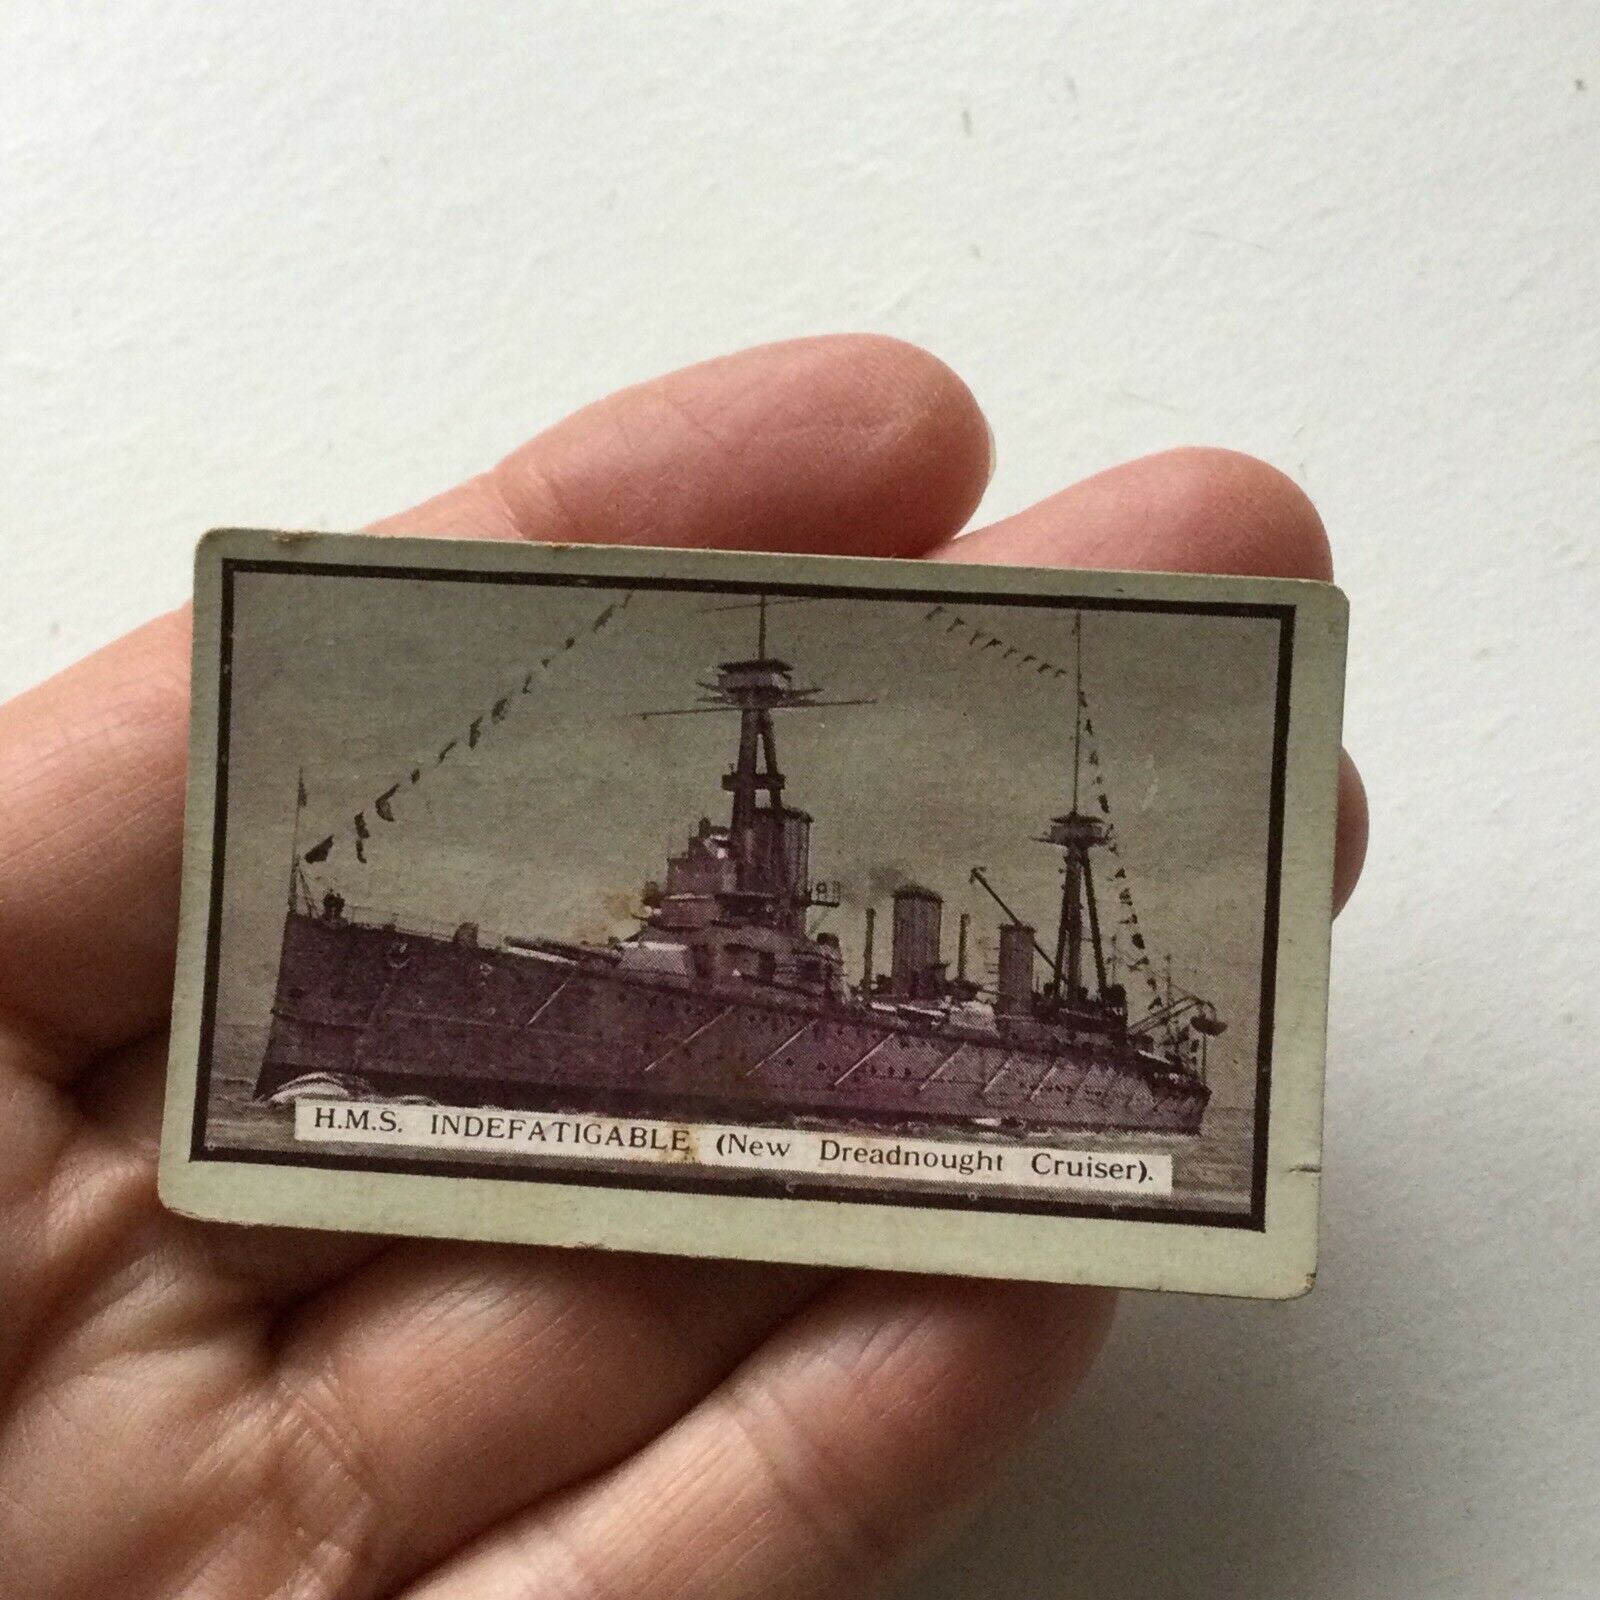 H.M.S. INDEFATIGABLE (New Dreadnought Cruiser).